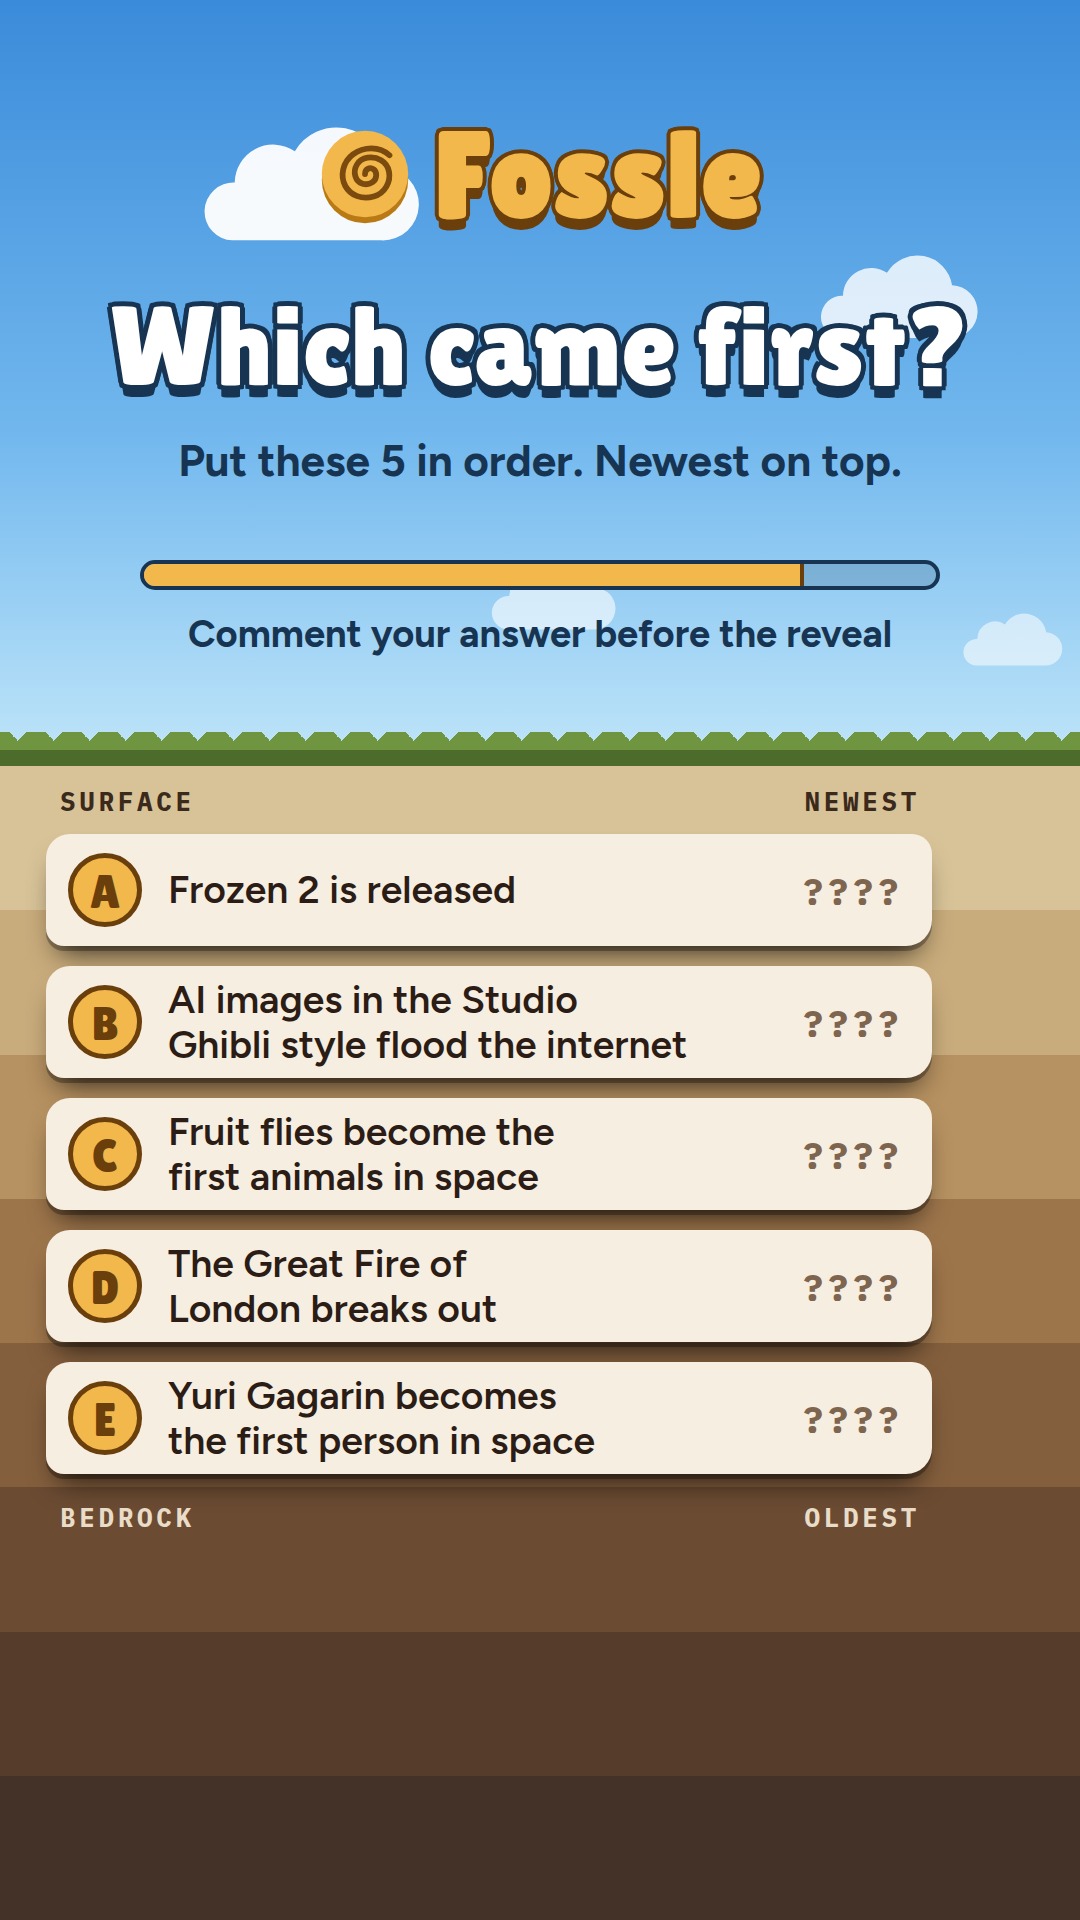 Fossle
Which came first?
Put these 5 in order. Newest on top.
Comment your answer before the reveal
SURFACE NEWEST
A Frozen 2 is released ????
B AI images in the Studio
Ghibli style flood the internet ????
C Fruit flies become the
first animals in space ????
D The Great Fire of
London breaks out ????
E Yuri Gagarin becomes
the first person in space ????
BEDROCK OLDEST